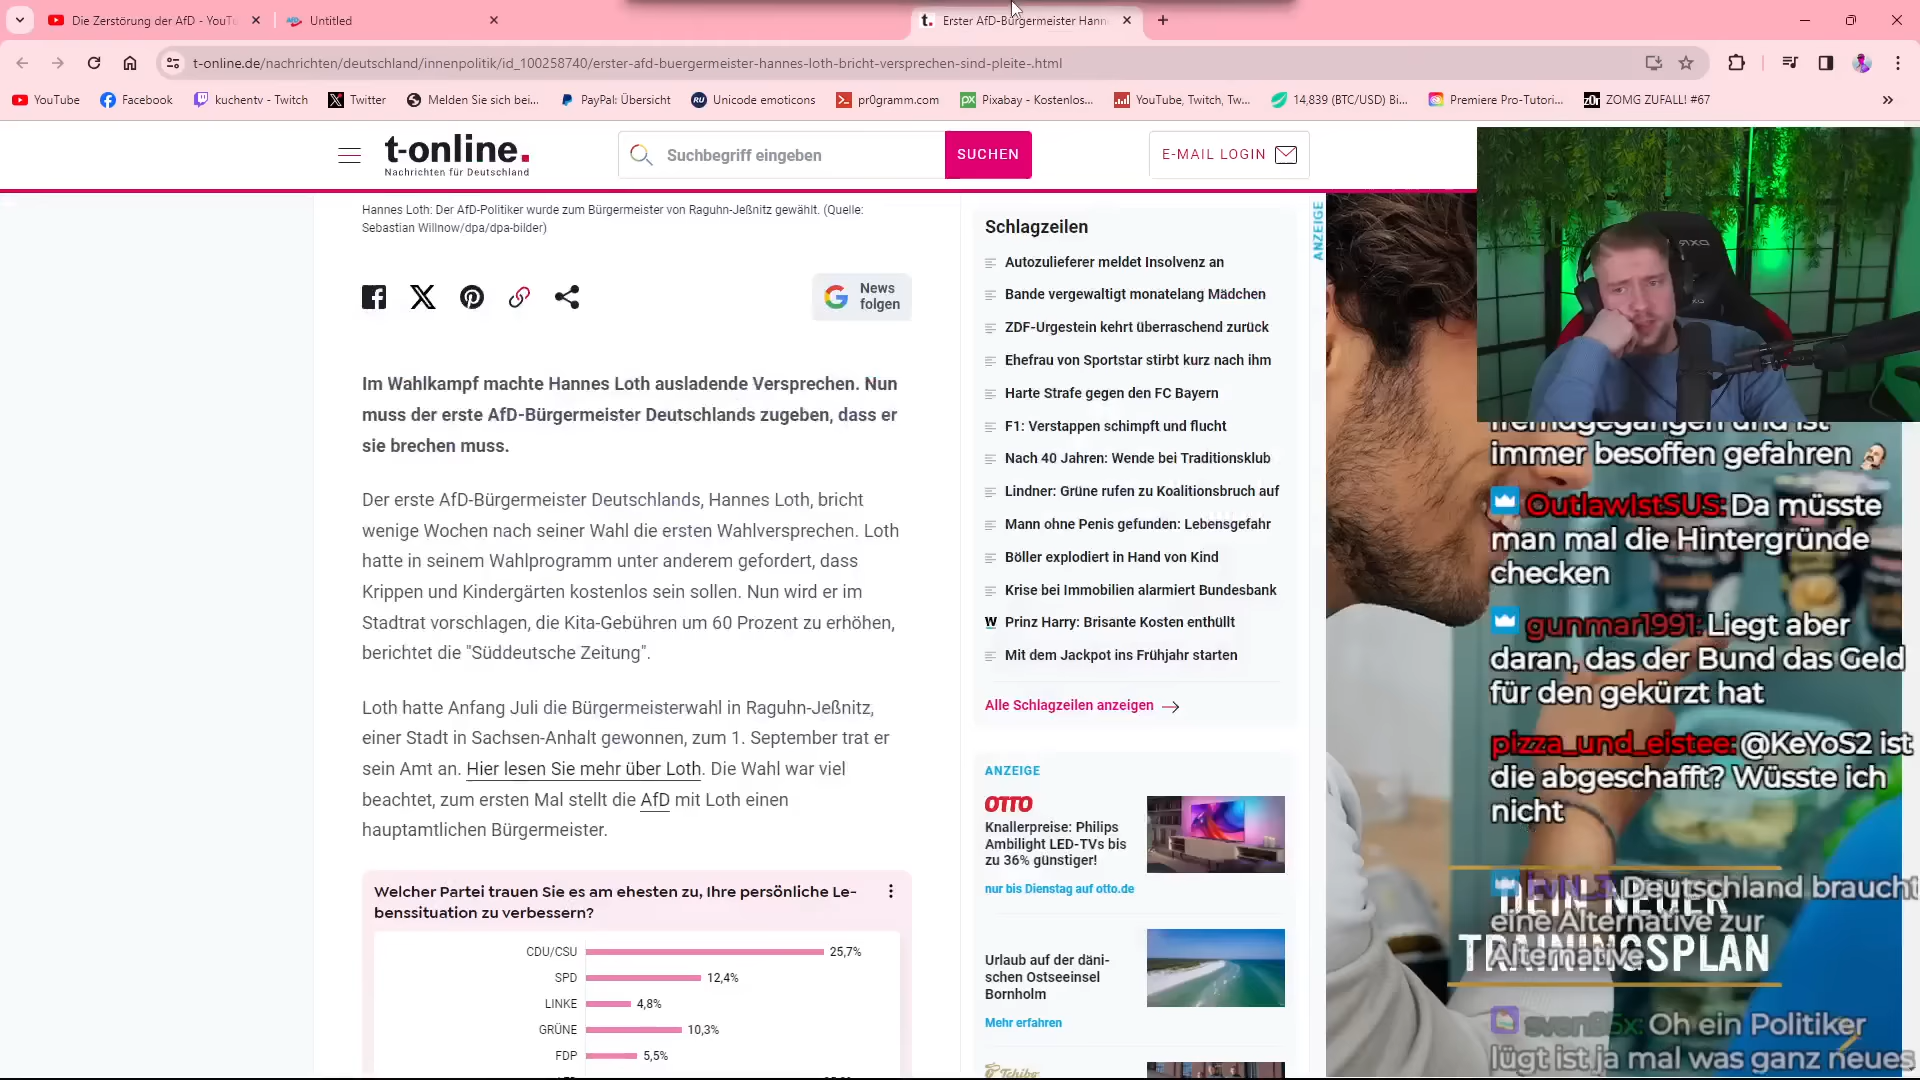 Die Zerstörung der AfD - YouTu
Untitled
Erster AfD-Bürgermeister Hann
t-online.de/nachrichten/deutschland/innenpolitik/id_100258740/erster-afd-buergermeister-hannes-loth-bricht-versprechen-sind-pleite-.html
YouTube
Facebook
kuchentv - Twitch
Twitter
Melden Sie sich bei...
PayPal: Übersicht
Unicode emoticons
pr0gramm.com
Pixabay - Kostenlos...
YouTube, Twitch, Tw...
14,839 (BTC/USD) Bi...
Premiere Pro-Tutori...
ZOMG ZUFALL! #67
t-online.
Nachrichten für Deutschland
Suchbegriff eingeben
SUCHEN
E-MAIL LOGIN
Hannes Loth: Der AfD-Politiker wurde zum Bürgermeister von Raguhn-Jeßnitz gewählt. (Quelle:
Sebastian Willnow/dpa/dpa-bilder)
News
folgen
Im Wahlkampf machte Hannes Loth ausladende Versprechen. Nun
muss der erste AfD-Bürgermeister Deutschlands zugeben, dass er
sie brechen muss.
Der erste AfD-Bürgermeister Deutschlands, Hannes Loth, bricht
wenige Wochen nach seiner Wahl die ersten Wahlversprechen. Loth
hatte in seinem Wahlprogramm unter anderem gefordert, dass
Krippen und Kindergärten kostenlos sein sollen. Nun wird er im
Stadtrat vorschlagen, die Kita-Gebühren um 60 Prozent zu erhöhen,
berichtet die "Süddeutsche Zeitung".
Loth hatte Anfang Juli die Bürgermeisterwahl in Raguhn-Jeßnitz,
einer Stadt in Sachsen-Anhalt gewonnen, zum 1. September trat er
sein Amt an. Hier lesen Sie mehr über Loth. Die Wahl war viel
beachtet, zum ersten Mal stellt die AfD mit Loth einen
hauptamtlichen Bürgermeister.
Welcher Partei trauen Sie es am ehesten zu, Ihre persönliche Le-
benssituation zu verbessern?
CDU/CSU 25,7%
SPD 12,4%
LINKE 4,8%
GRÜNE 10,3%
FDP 5,5%
Schlagzeilen
Autozulieferer meldet Insolvenz an
Bande vergewaltigt monatelang Mädchen
ZDF-Urgestein kehrt überraschend zurück
Ehefrau von Sportstar stirbt kurz nach ihm
Harte Strafe gegen den FC Bayern
F1: Verstappen schimpft und flucht
Nach 40 Jahren: Wende bei Traditionsklub
Lindner: Grüne rufen zu Koalitionsbruch auf
Mann ohne Penis gefunden: Lebensgefahr
Böller explodiert in Hand von Kind
Krise bei Immobilien alarmiert Bundesbank
W Prinz Harry: Brisante Kosten enthüllt
Mit dem Jackpot ins Frühjahr starten
Alle Schlagzeilen anzeigen
ANZEIGE
OTTO
Knallerpreise: Philips
Ambilight LED-TVs bis
zu 36% günstiger!
nur bis Dienstag auf otto.de
Urlaub auf der däni-
schen Ostseeinsel
Bornholm
Mehr erfahren
Tchibo
ANZEIGE
fremdgegangen und ist
immer besoffen gefahren
OutlawIstSUS: Da müsste
man mal die Hintergründe
checken
gunmar1991: Liegt aber
daran, das der Bund das Geld
für den gekürzt hat
pizza_und_eistee: @KeYoS2 ist
die abgeschafft? Wüsste ich
nicht
Deutschland braucht
eine Alternative zur
Alternative
DEIN NEUER
TRAININGSPLAN
Oh ein Politiker
lügt ist ja mal was ganz neues